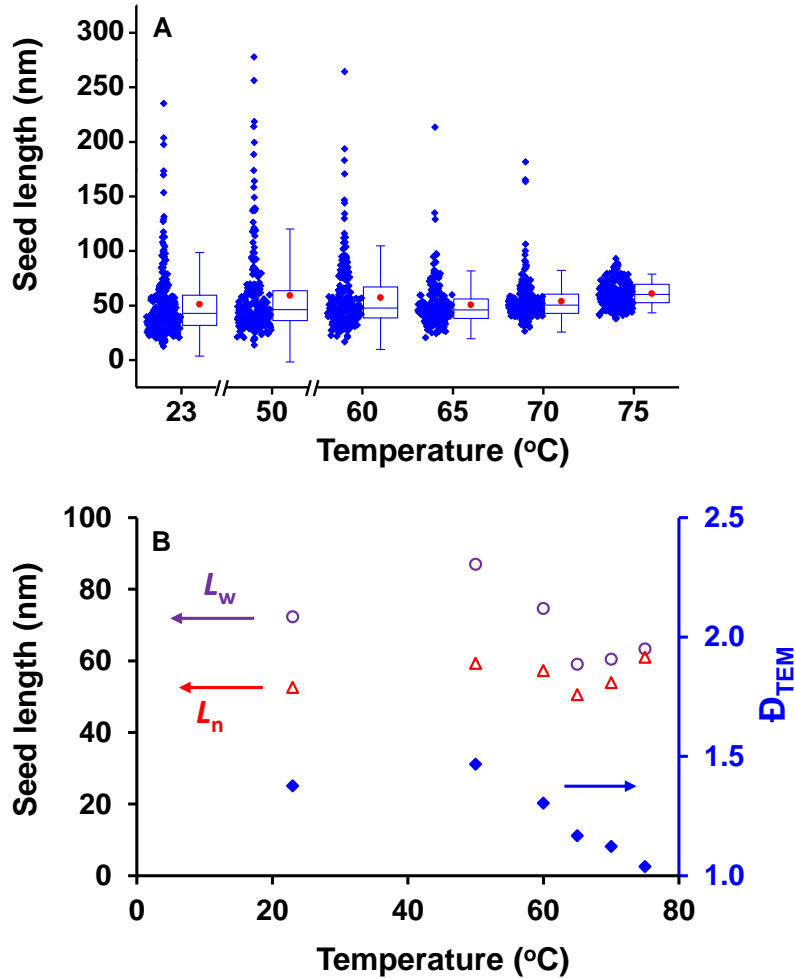 A
Seed length (nm)
300
250
200
150
100
50
0
23 50 60 65 70 75
Temperature (°C)
B
Seed length (nm)
100
80
60
40
20
0
Lw
Ln
2.5
2.0
1.5
1.0
ĐTEM
0 20 40 60 80
Temperature (°C)